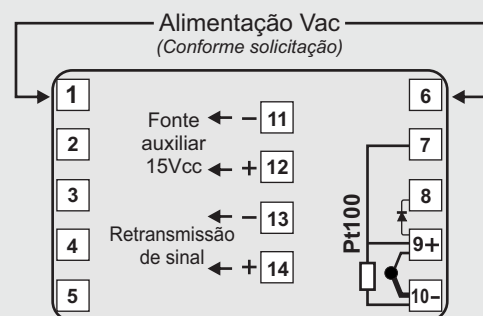 Alimentação Vac
(Conforme solicitação)
1
2
3
4
5
Fonte
auxiliar
15Vcc
– 11
+ 12
Retransmissão
de sinal
– 13
+ 14
Pt100
6
7
8
9+
10–